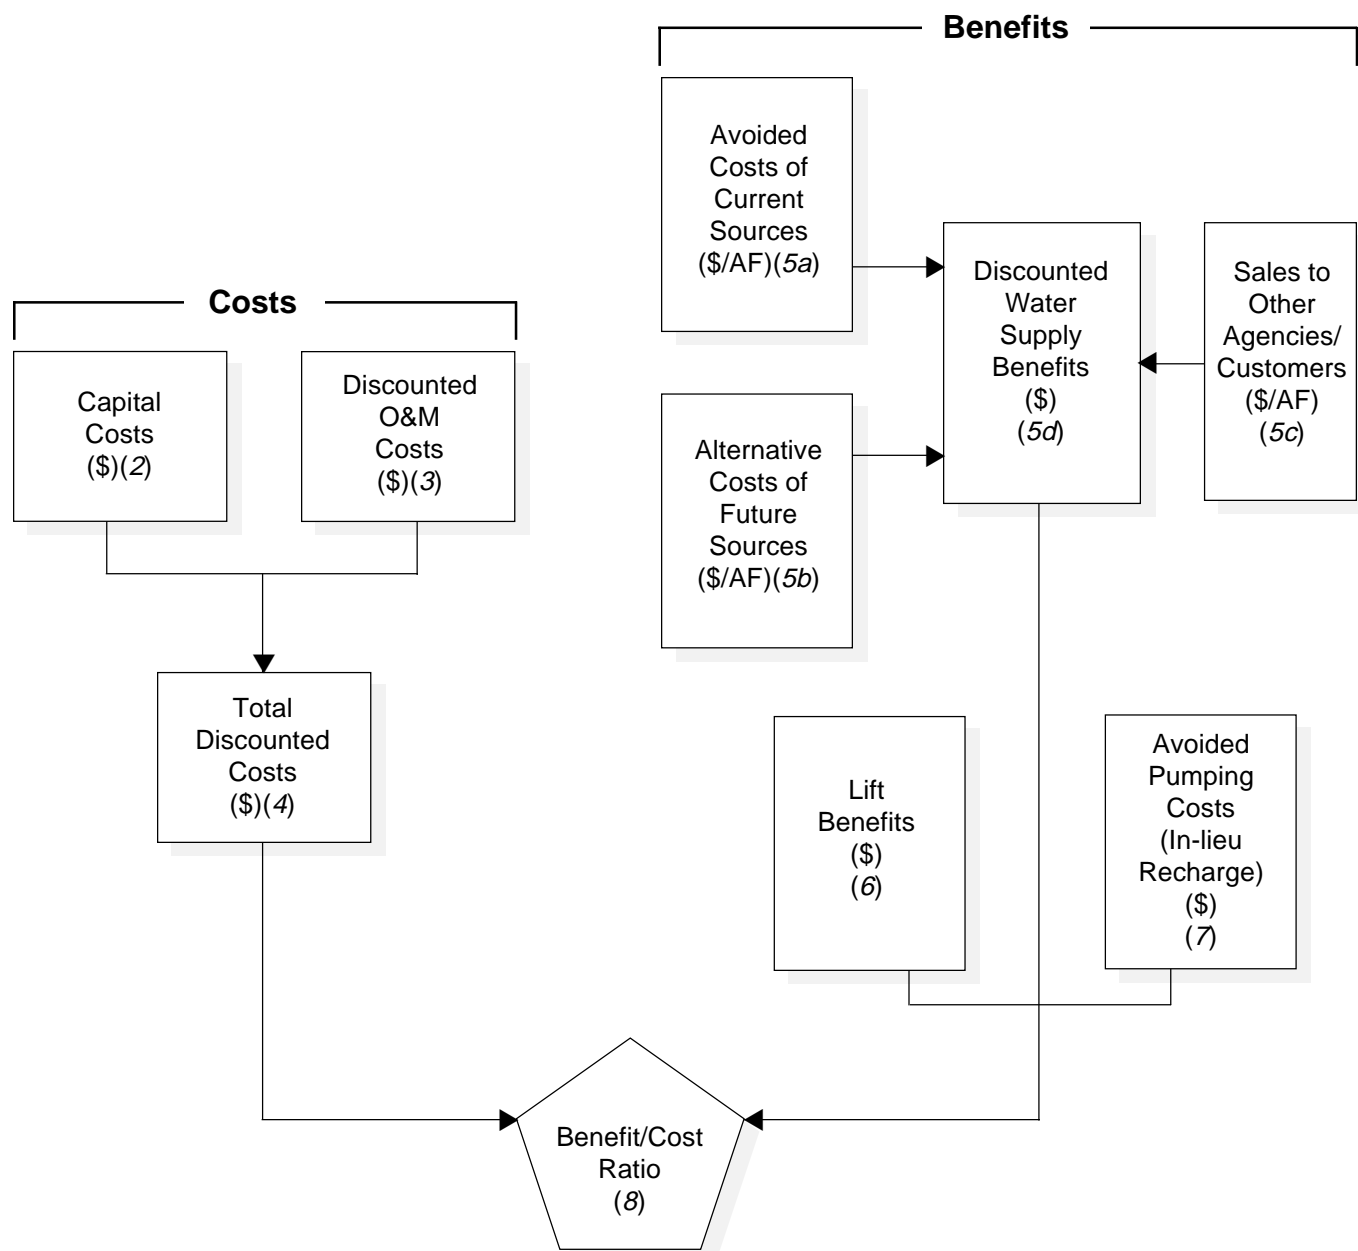 Benefits
Avoided
Costs of
Current
Sources
($/AF)(5a)
Discounted
Water
Supply
Benefits
($)
(5d)
Sales to
Other
Agencies/
Customers
($/AF)
(5c)
Costs
Capital
Costs
($)(2)
Discounted
O&M
Costs
($)(3)
Alternative
Costs of
Future
Sources
($/AF)(5b)
Total
Discounted
Costs
($)(4)
Lift
Benefits
($)
(6)
Avoided
Pumping
Costs
(In-lieu
Recharge)
($)
(7)
Benefit/Cost
Ratio
(8)